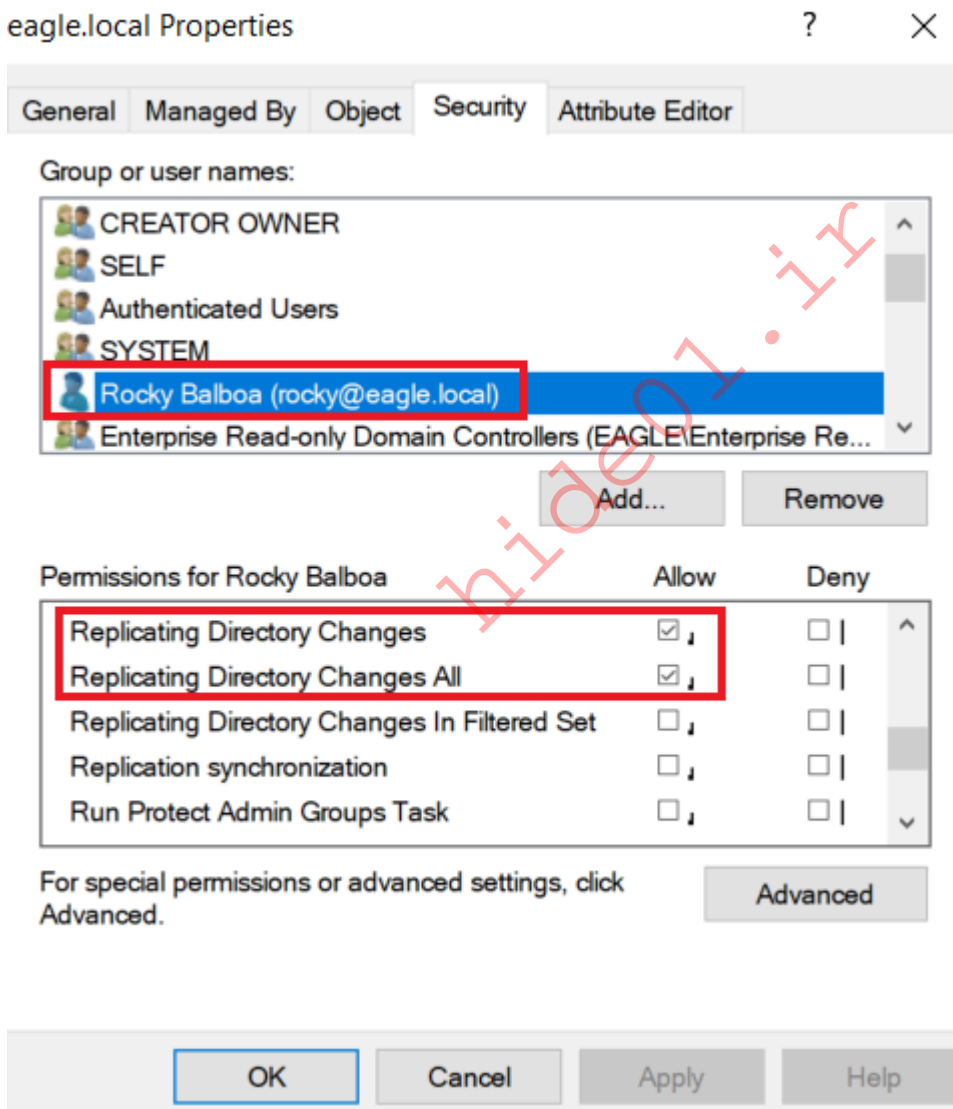 eagle.local Properties
General Managed By Object Security Attribute Editor
Group or user names:
CREATOR OWNER
SELF
Authenticated Users
SYSTEM
Rocky Balboa (rocky@eagle.local)
Enterprise Read-only Domain Controllers (EAGLE\Enterprise Re...
Add... Remove
Permissions for Rocky Balboa Allow Deny
Replicating Directory Changes
Replicating Directory Changes All
Replicating Directory Changes In Filtered Set
Replication synchronization
Run Protect Admin Groups Task
For special permissions or advanced settings, click
Advanced.
Advanced
OK Cancel Apply Help
hide01.ir